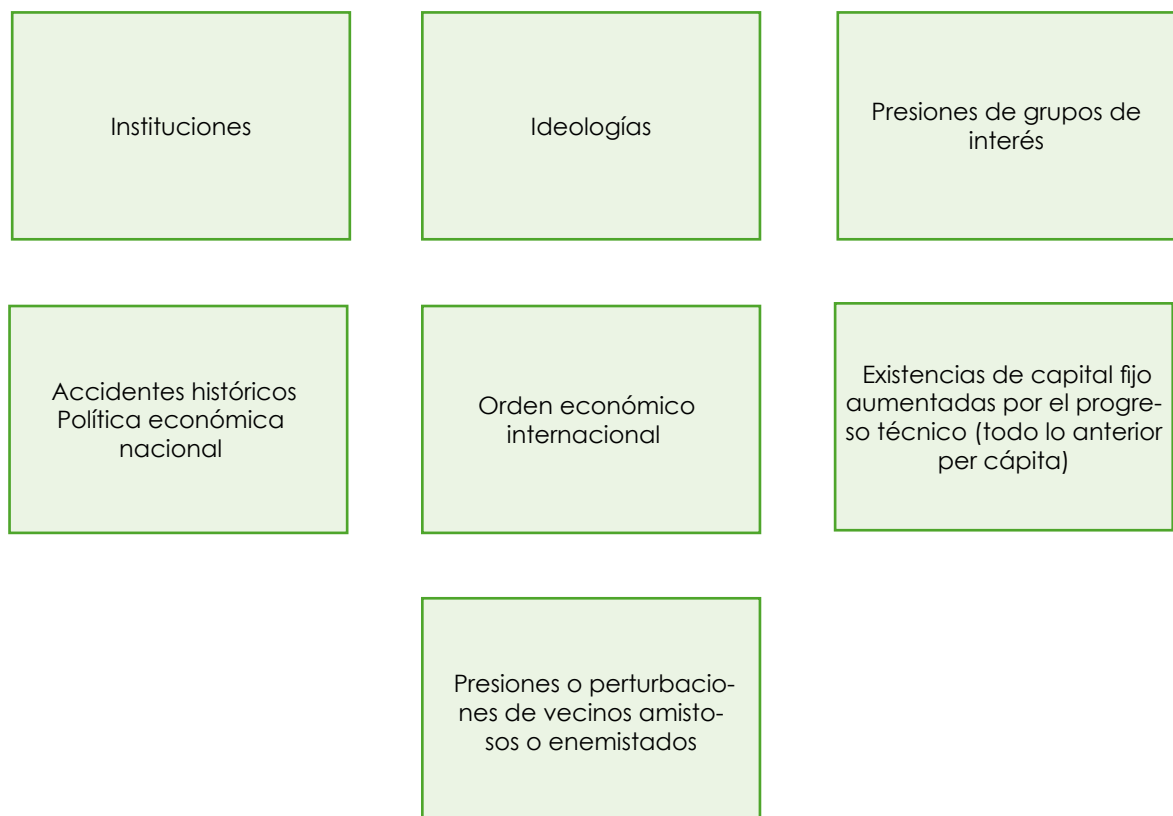 Instituciones
Ideologías
Presiones de grupos de
interés
Accidentes históricos
Política económica
nacional
Orden económico
internacional
Existencias de capital fijo
aumentadas por el progre-
so técnico (todo lo anterior
per cápita)
Presiones o perturbacio-
nes de vecinos amisto-
sos o enemistados